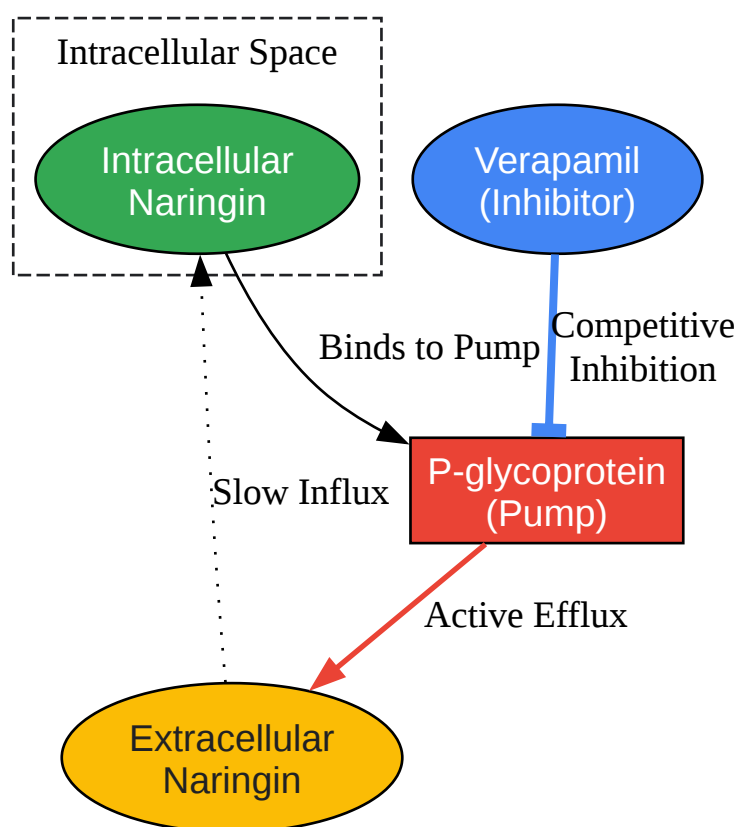 Intracellular Space
Intracellular
Naringin
Verapamil
(Inhibitor)
Competitive
Inhibition
Binds to Pump
P-glycoprotein
(Pump)
Slow Influx
Active Efflux
Extracellular
Naringin